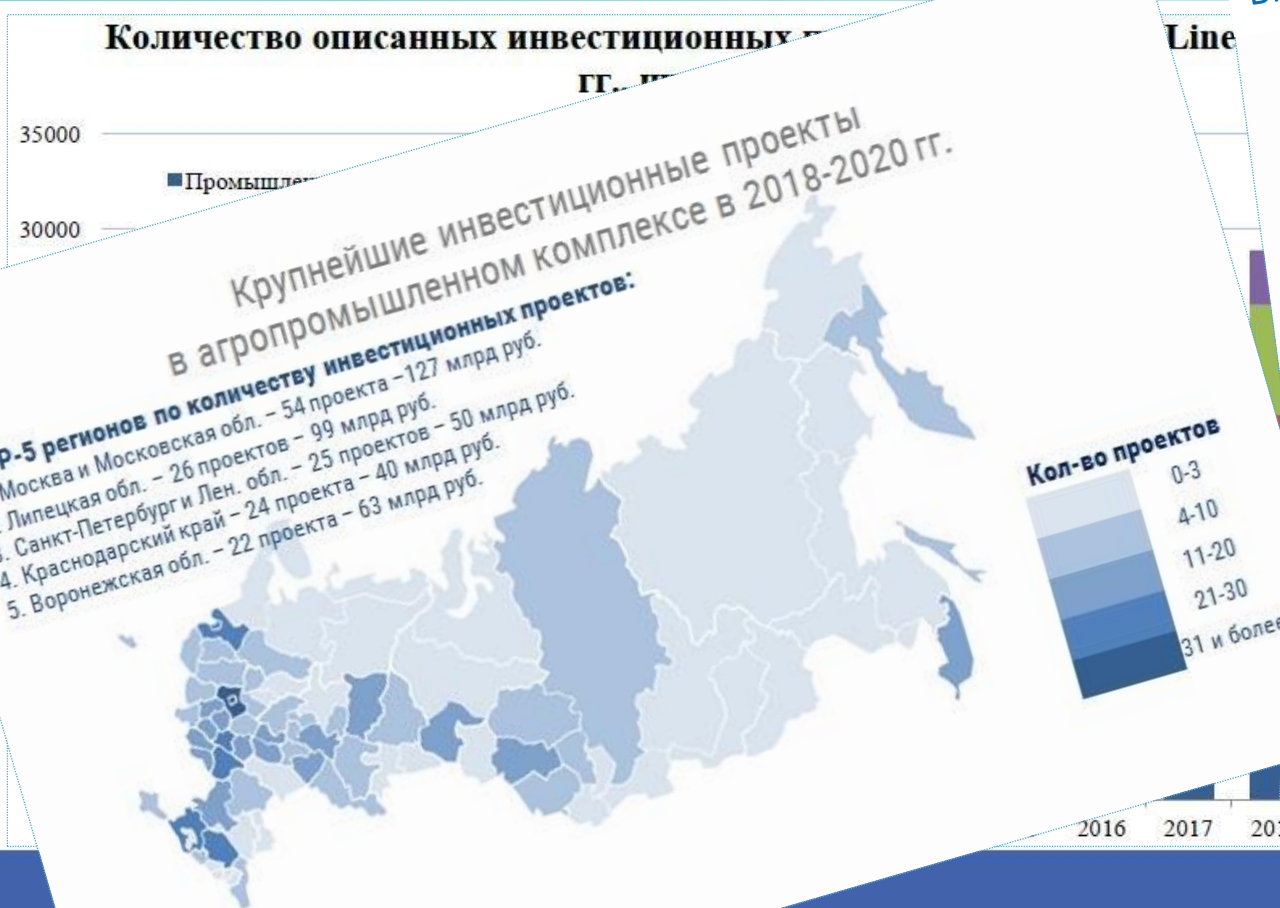 Количество описанных инвестиционных
Line
гг.,
35000
30000
Крупнейшие инвестиционные проекты
в агропромышленном комплексе в 2018-2020 гг.
Р-5 регионов по количеству инвестиционных проектов:
Москва и Московская обл. – 54 проекта –127 млрд руб.
. Липецкая обл. – 26 проектов – 99 млрд руб.
3. Санкт-Петербург и Лен. обл. – 25 проектов – 50 млрд руб.
4. Краснодарский край – 24 проекта – 40 млрд руб.
5. Воронежская обл. – 22 проекта – 63 млрд руб.
Кол-во проектов
0-3
4-10
11-20
21-30
31 и более
2016 2017